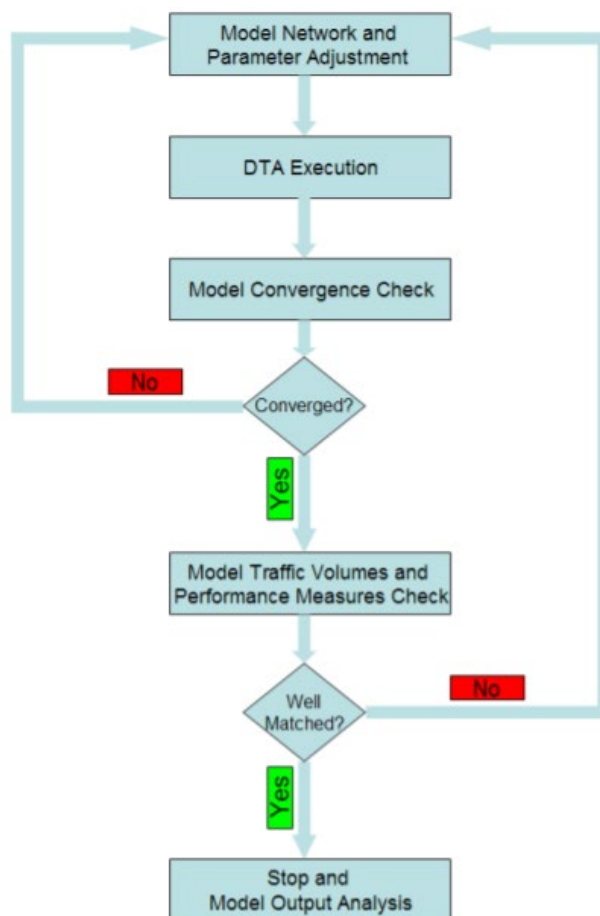 Model Network and
Parameter Adjustment
DTA Execution
Model Convergence Check
No
Converged?
Yes
Model Traffic Volumes and
Performance Measures Check
No
Well
Matched?
Yes
Stop and
Model Output Analysis